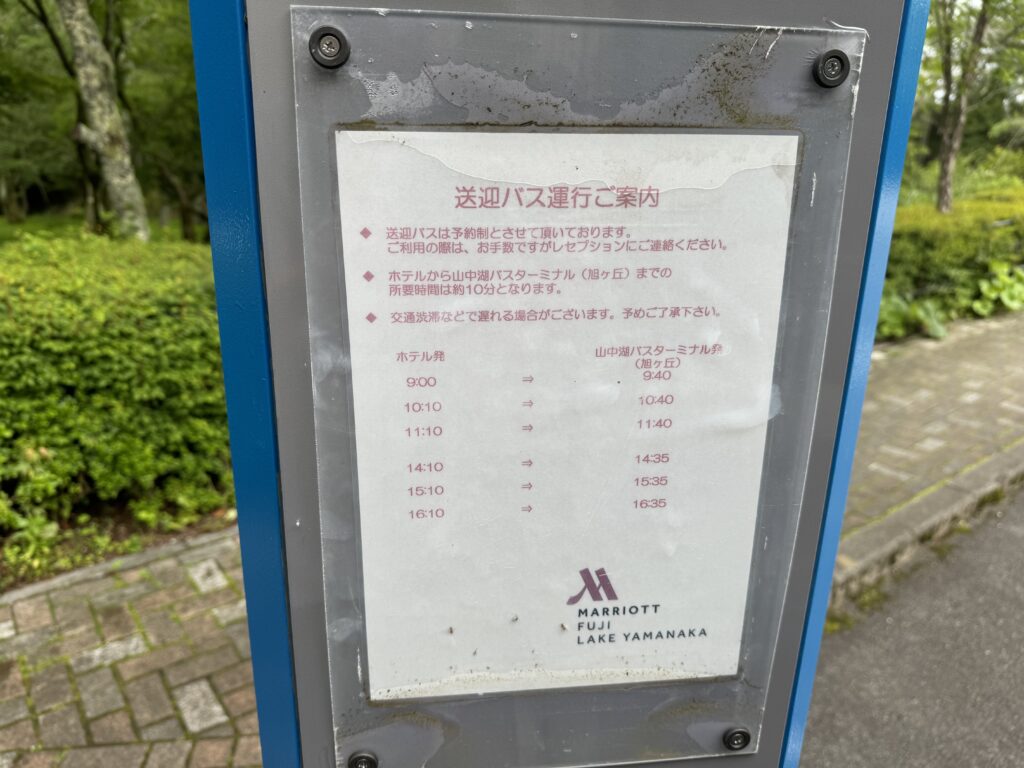 送迎バス運行ご案内
◆ 送迎バスは予約制とさせて頂いております。
ご利用の際は、お手数ですがレセプションにご連絡ください。
◆ ホテルから山中湖バスターミナル（旭ヶ丘）までの
所要時間は約10分となります。
◆ 交通渋滞などで遅れる場合がございます。予めご了承下さい。
ホテル発 山中湖バスターミナル発
（旭ヶ丘）
9:00 ⇒ 9:40
10:10 ⇒ 10:40
11:10 ⇒ 11:40
14:10 ⇒ 14:35
15:10 ⇒ 15:35
16:10 ⇒ 16:35
MARRIOTT
FUJI
LAKE YAMANAKA